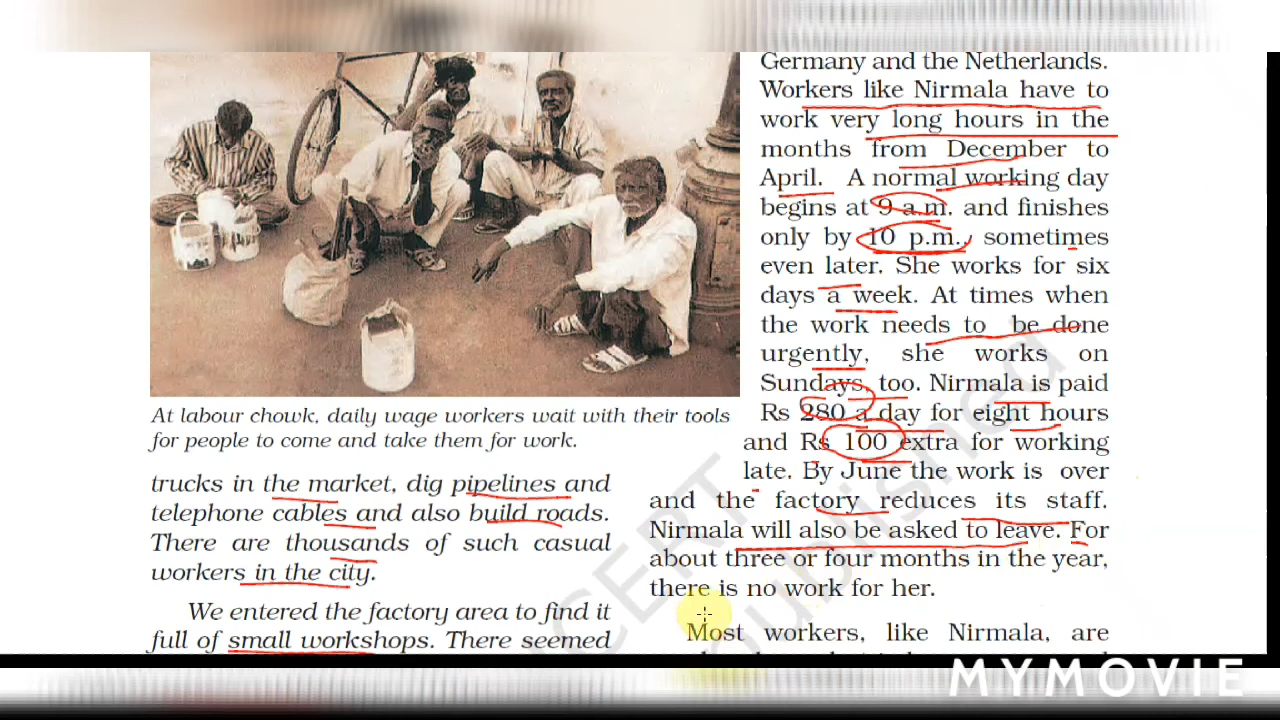 At labour chowk, daily wage workers wait with their tools
for people to come and take them for work.
trucks in the market, dig pipelines and
telephone cables and also build roads.
There are thousands of such casual
workers in the city.
We entered the factory area to find it
full of small workshops. There seemed
Germany and the Netherlands.
Workers like Nirmala have to
work very long hours in the
months from December to
April. A normal working day
begins at 9 a.m. and finishes
only by 10 p.m., sometimes
even later. She works for six
days a week. At times when
the work needs to be done
urgently, she works on
Sundays, too. Nirmala is paid
Rs 280 a day for eight hours
and Rs 100 extra for working
late. By June the work is over
and the factory reduces its staff.
Nirmala will also be asked to leave. For
about three or four months in the year,
there is no work for her.
Most workers, like Nirmala, are
MYMOVIE